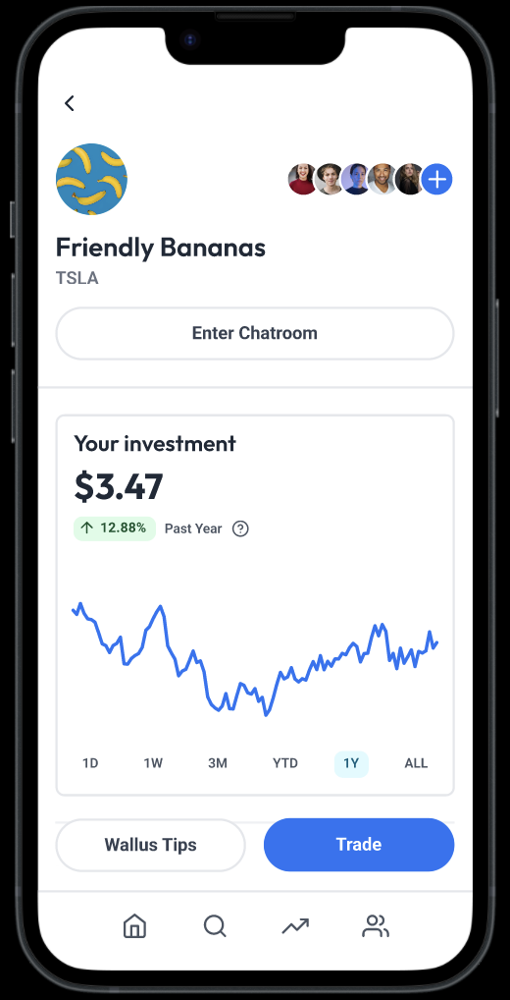 Friendly Bananas
TSLA
Enter Chatroom
Your investment
$3.47
↑ 12.88% Past Year ?
1D 1W 3M YTD 1Y ALL
Wallus Tips Trade